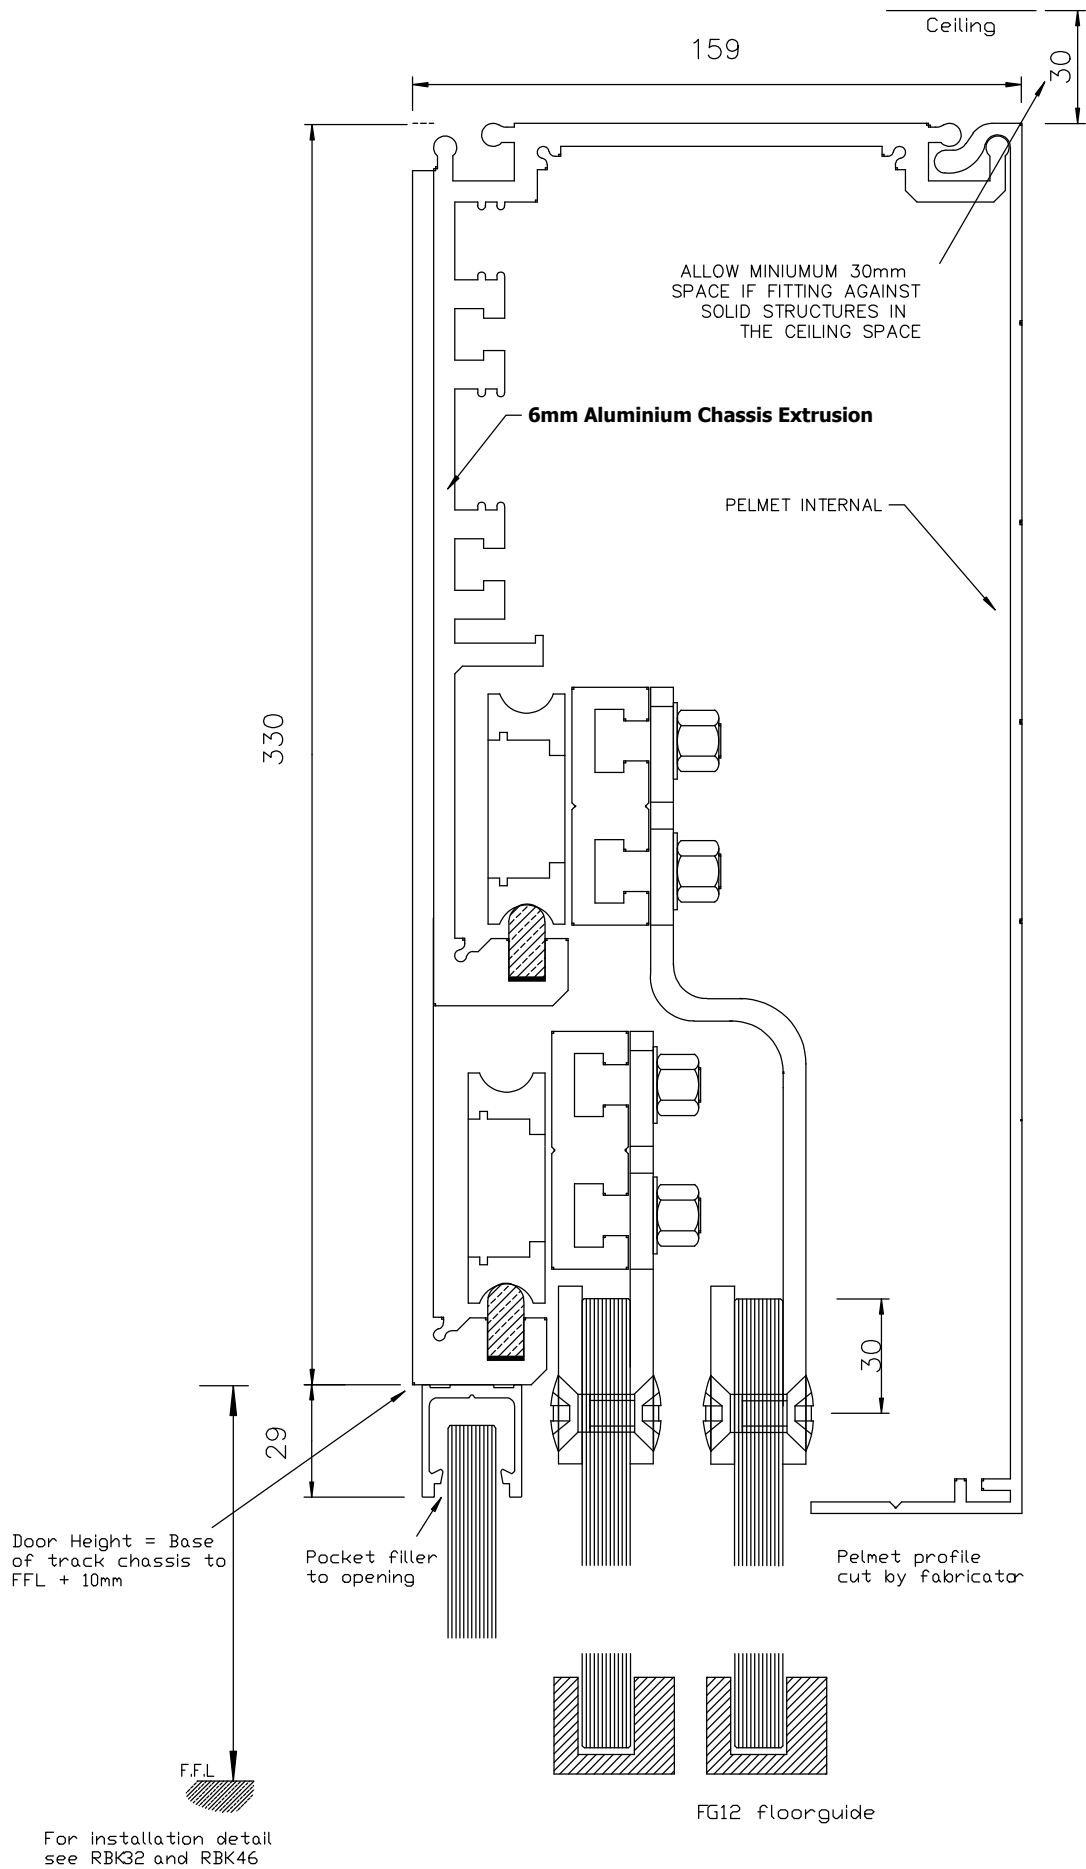 Ceiling
159
30
ALLOW MINIUMUM 30mm
SPACE IF FITTING AGAINST
SOLID STRUCTURES IN
THE CEILING SPACE
6mm Aluminium Chassis Extrusion
PELMET INTERNAL
330
30
29
Door Height = Base
of track chassis to
FFL + 10mm
Pocket filler
to opening
Pelmet profile
cut by fabricator
F.F.L
FG12 floorguide
For installation detail
see RBK32 and RBK46